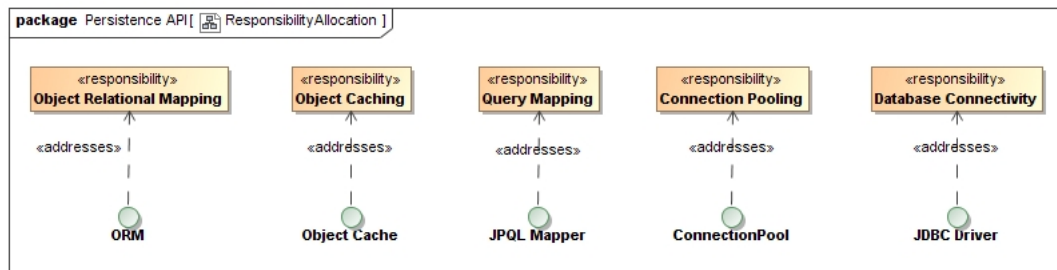 package Persistence API[ ResponsibilityAllocation ]
«responsibility» «responsibility» «responsibility» «responsibility» «responsibility»
Object Relational Mapping Object Caching Query Mapping Connection Pooling Database Connectivity
«addresses» «addresses» «addresses» «addresses» «addresses»
ORM Object Cache JPQL Mapper ConnectionPool JDBC Driver